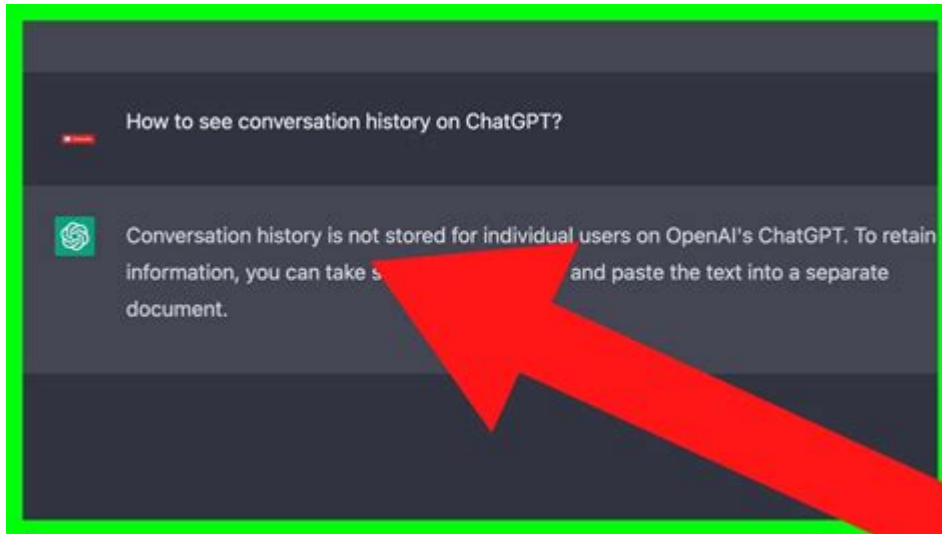 How to see conversation history on ChatGPT?
Conversation history is not stored for individual users on OpenAI's ChatGPT. To retain
information, you can take and paste the text into a separate
document.